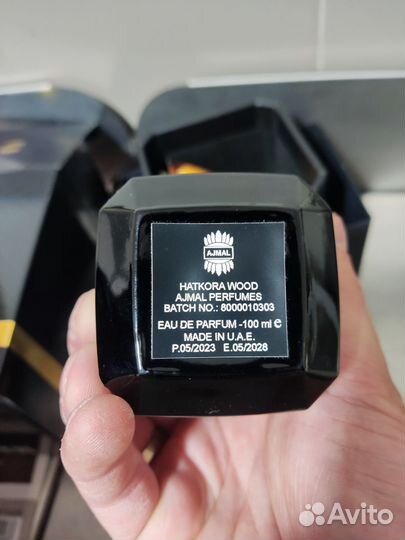 AJMAL
HATKORA WOOD
AJMAL PERFUMES
BATCH NO.: 6000010303
EAU DE PARFUM -100 ml ℮
MADE IN U.A.E.
P.05/2023 E.05/2028
Avito